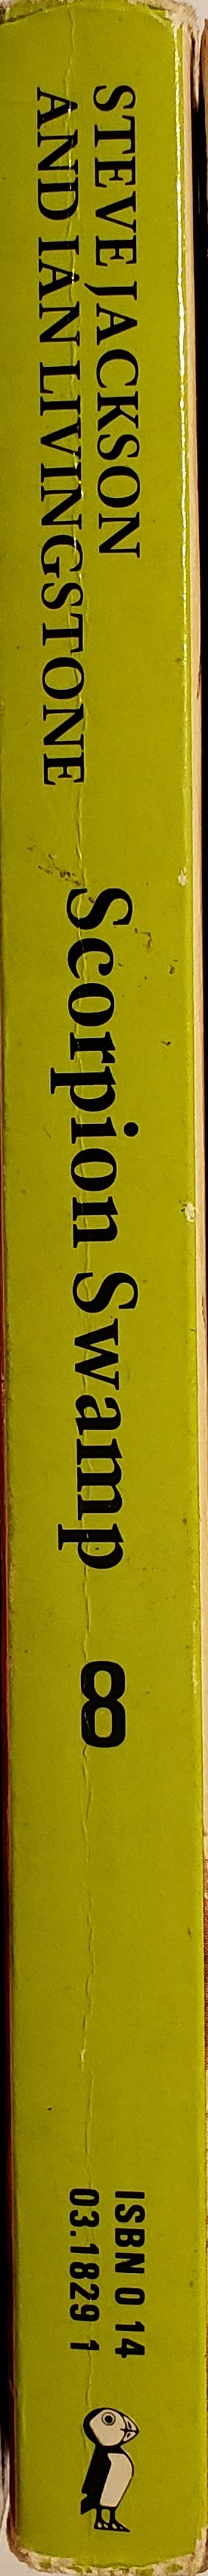 STEVE JACKSON
AND IAN LIVINGSTONE
Scorpion Swamp
8
ISBN 0 14
03.1829 1